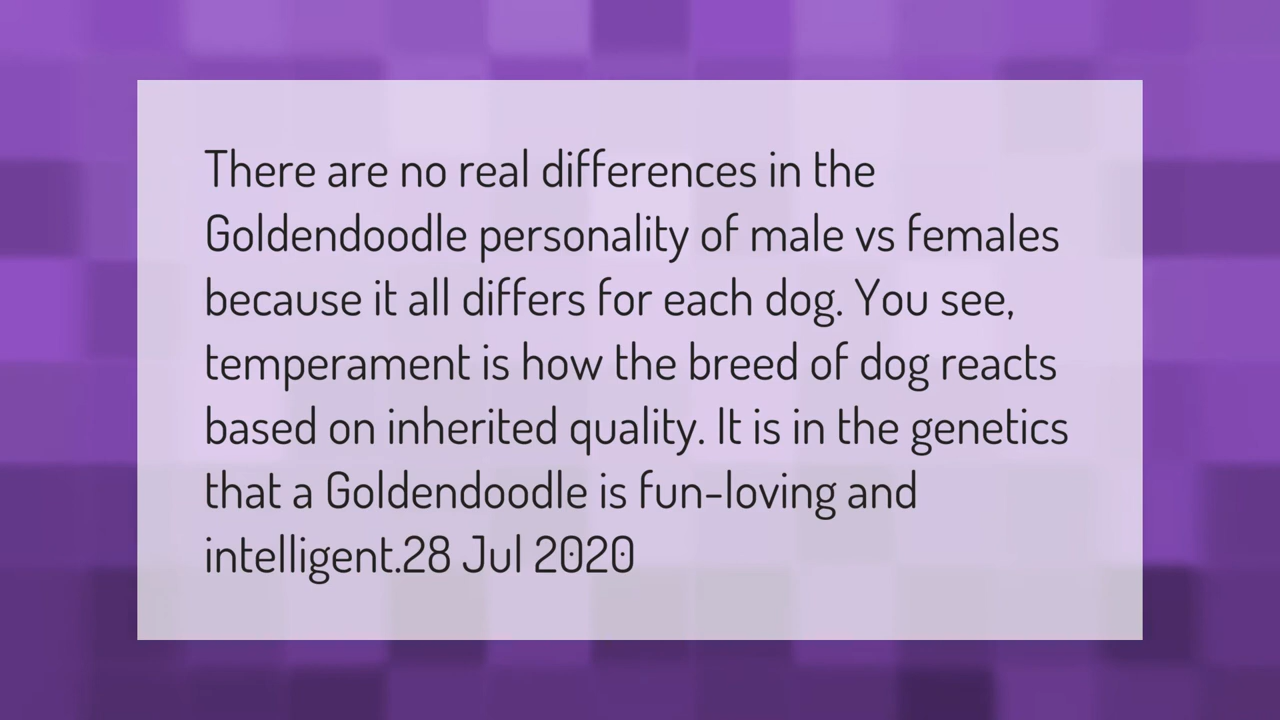 There are no real differences in the
Goldendoodle personality of male vs females
because it all differs for each dog. You see,
temperament is how the breed of dog reacts
based on inherited quality. It is in the genetics
that a Goldendoodle is fun-loving and
intelligent.28 Jul 2020